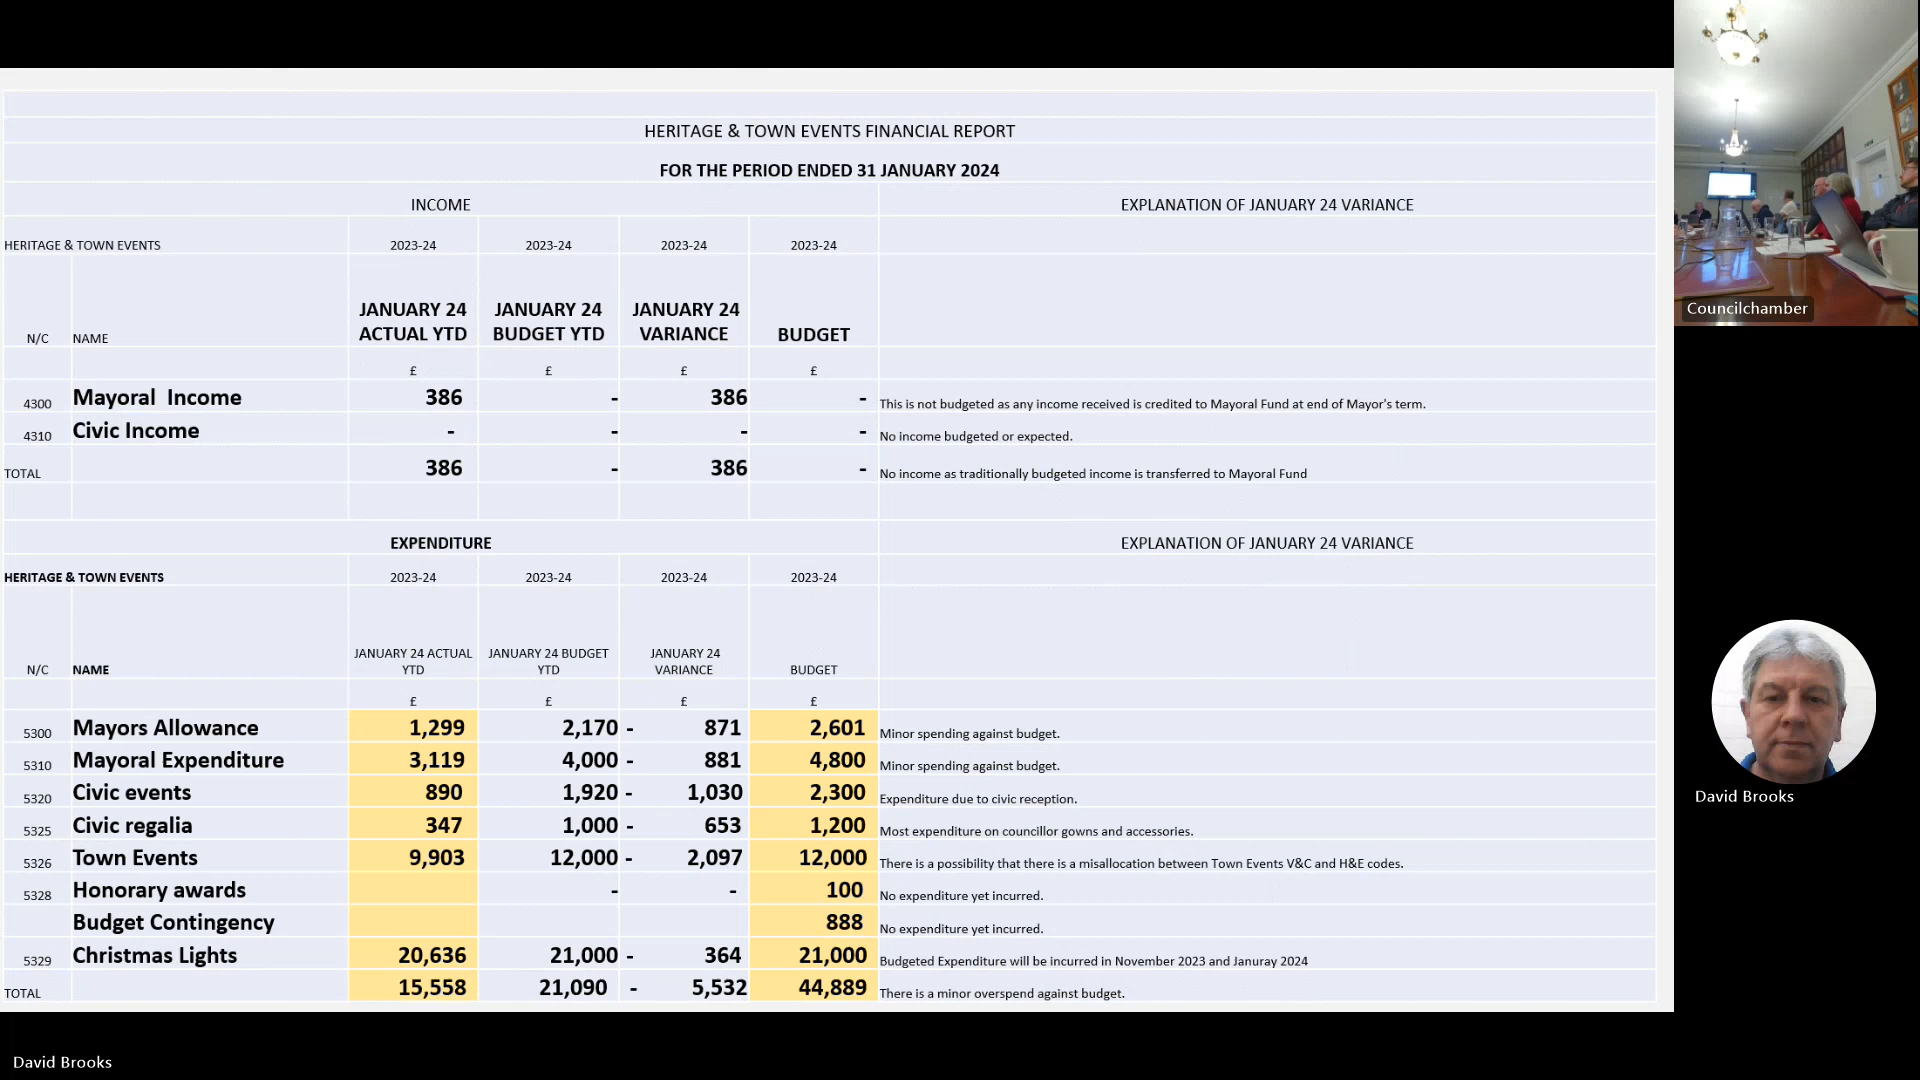 HERITAGE & TOWN EVENTS FINANCIAL REPORT
FOR THE PERIOD ENDED 31 JANUARY 2024
INCOME EXPLANATION OF JANUARY 24 VARIANCE
HERITAGE & TOWN EVENTS 2023-24 2023-24 2023-24 2023-24
N/C NAME JANUARY 24 ACTUAL YTD JANUARY 24 BUDGET YTD JANUARY 24 VARIANCE BUDGET
£ £ £ £
4300 Mayoral Income 386 - 386 - This is not budgeted as any income received is credited to Mayoral Fund at end of Mayor's term.
4310 Civic Income - - - - No income budgeted or expected.
TOTAL 386 - 386 - No income as traditionally budgeted income is transferred to Mayoral Fund
EXPENDITURE EXPLANATION OF JANUARY 24 VARIANCE
HERITAGE & TOWN EVENTS 2023-24 2023-24 2023-24 2023-24
N/C NAME JANUARY 24 ACTUAL YTD JANUARY 24 BUDGET YTD JANUARY 24 VARIANCE BUDGET
£ £ £ £
5300 Mayors Allowance 1,299 2,170 - 871 2,601 Minor spending against budget.
5310 Mayoral Expenditure 3,119 4,000 - 881 4,800 Minor spending against budget.
5320 Civic events 890 1,920 - 1,030 2,300 Expenditure due to civic reception.
5325 Civic regalia 347 1,000 - 653 1,200 Most expenditure on councillor gowns and accessories.
5326 Town Events 9,903 12,000 - 2,097 12,000 There is a possibility that there is a misallocation between Town Events V&C and H&E codes.
5328 Honorary awards - - 100 No expenditure yet incurred.
Budget Contingency 888 No expenditure yet incurred.
5329 Christmas Lights 20,636 21,000 - 364 21,000 Budgeted Expenditure will be incurred in November 2023 and Januray 2024
TOTAL 15,558 21,090 - 5,532 44,889 There is a minor overspend against budget.
Councilchamber
David Brooks
David Brooks